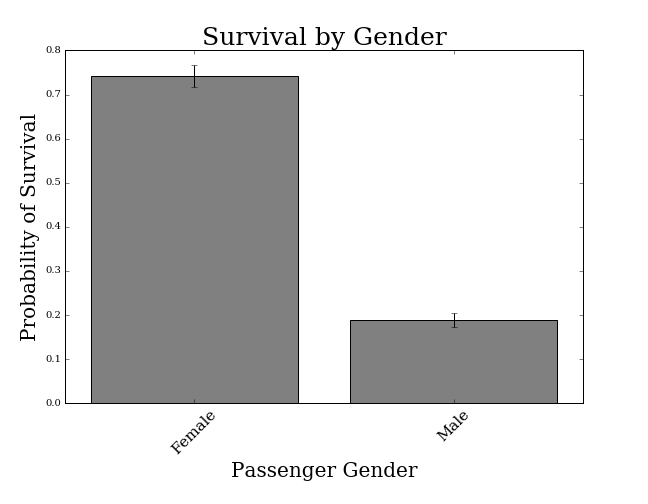 Survival by Gender
Probability of Survival
0.8
0.7
0.6
0.5
0.4
0.3
0.2
0.1
0.0
Female
Male
Passenger Gender